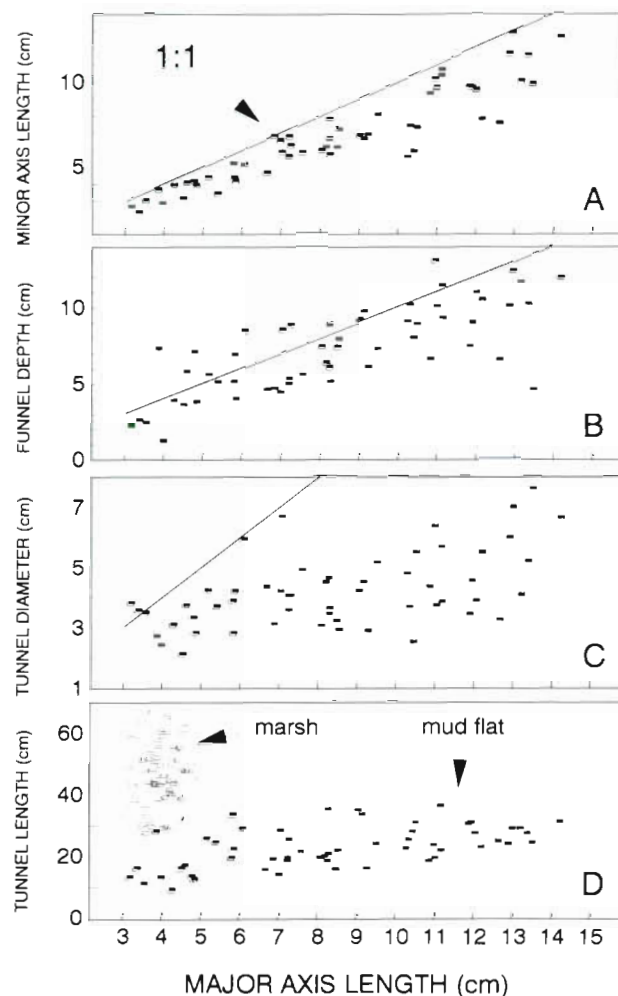 1:1
10
5
MINOR AXIS LENGTH (cm)
A
10
5
0
FUNNEL DEPTH (cm)
B
7
5
3
1
TUNNEL DIAMETER (cm)
C
60
40
20
0
TUNNEL LENGTH (cm)
marsh
mud flat
D
3 4 5 6 7 8 9 10 11 12 13 14 15
MAJOR AXIS LENGTH (cm)